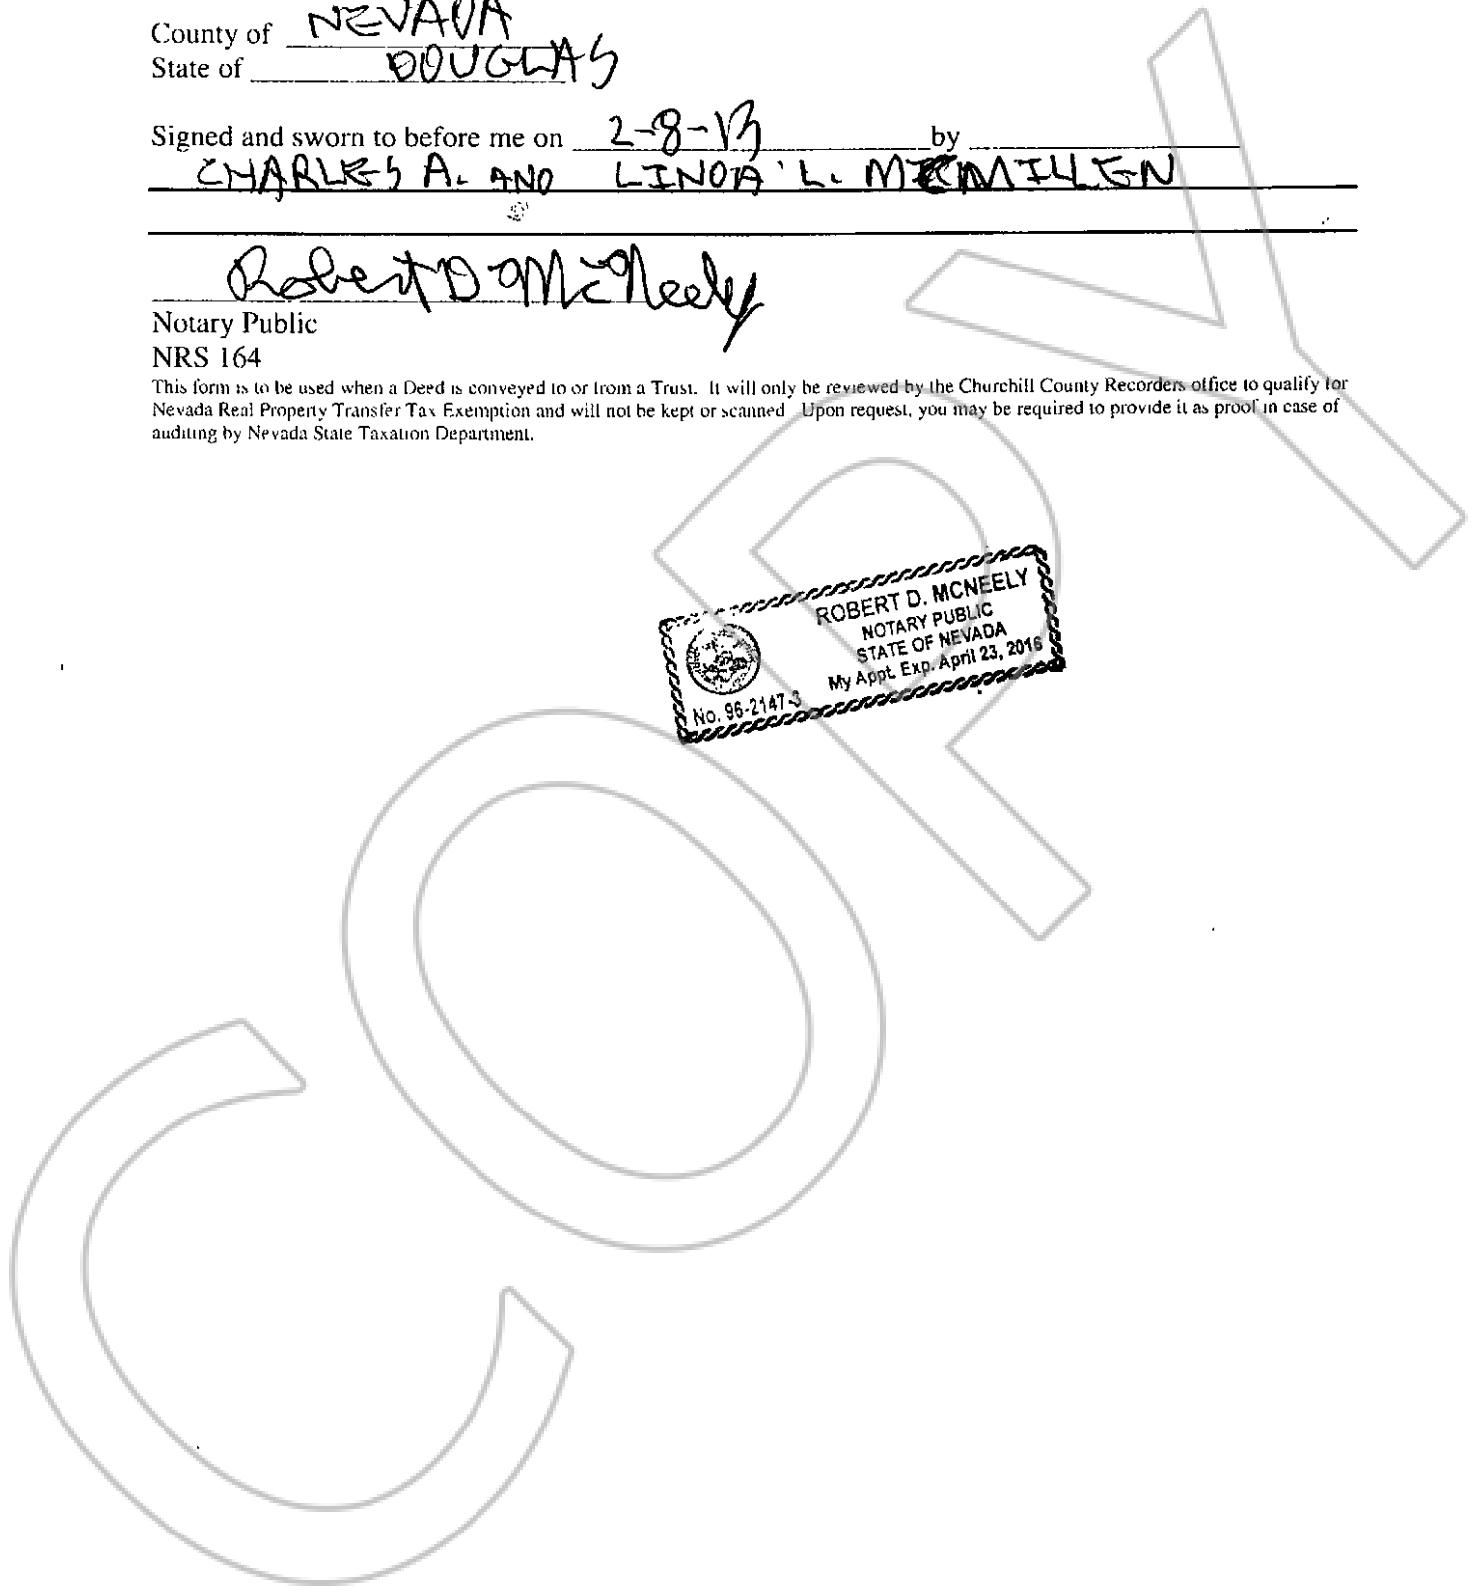 County of NEVADA
State of DOUGLAS
Signed and sworn to before me on 2-8-13 by
CHARLES A. AND LINDA L. MCMILLEN
Robert D McNeely
Notary Public
NRS 164
This form is to be used when a Deed is conveyed to or from a Trust. It will only be reviewed by the Churchill County Recorders office to qualify for
Nevada Real Property Transfer Tax Exemption and will not be kept or scanned Upon request, you may be required to provide it as proof in case of
auditing by Nevada State Taxation Department.
ROBERT D. MCNEELY
NOTARY PUBLIC
STATE OF NEVADA
My Appt. Exp. April 23, 2016
No. 96-2147-3
COPY